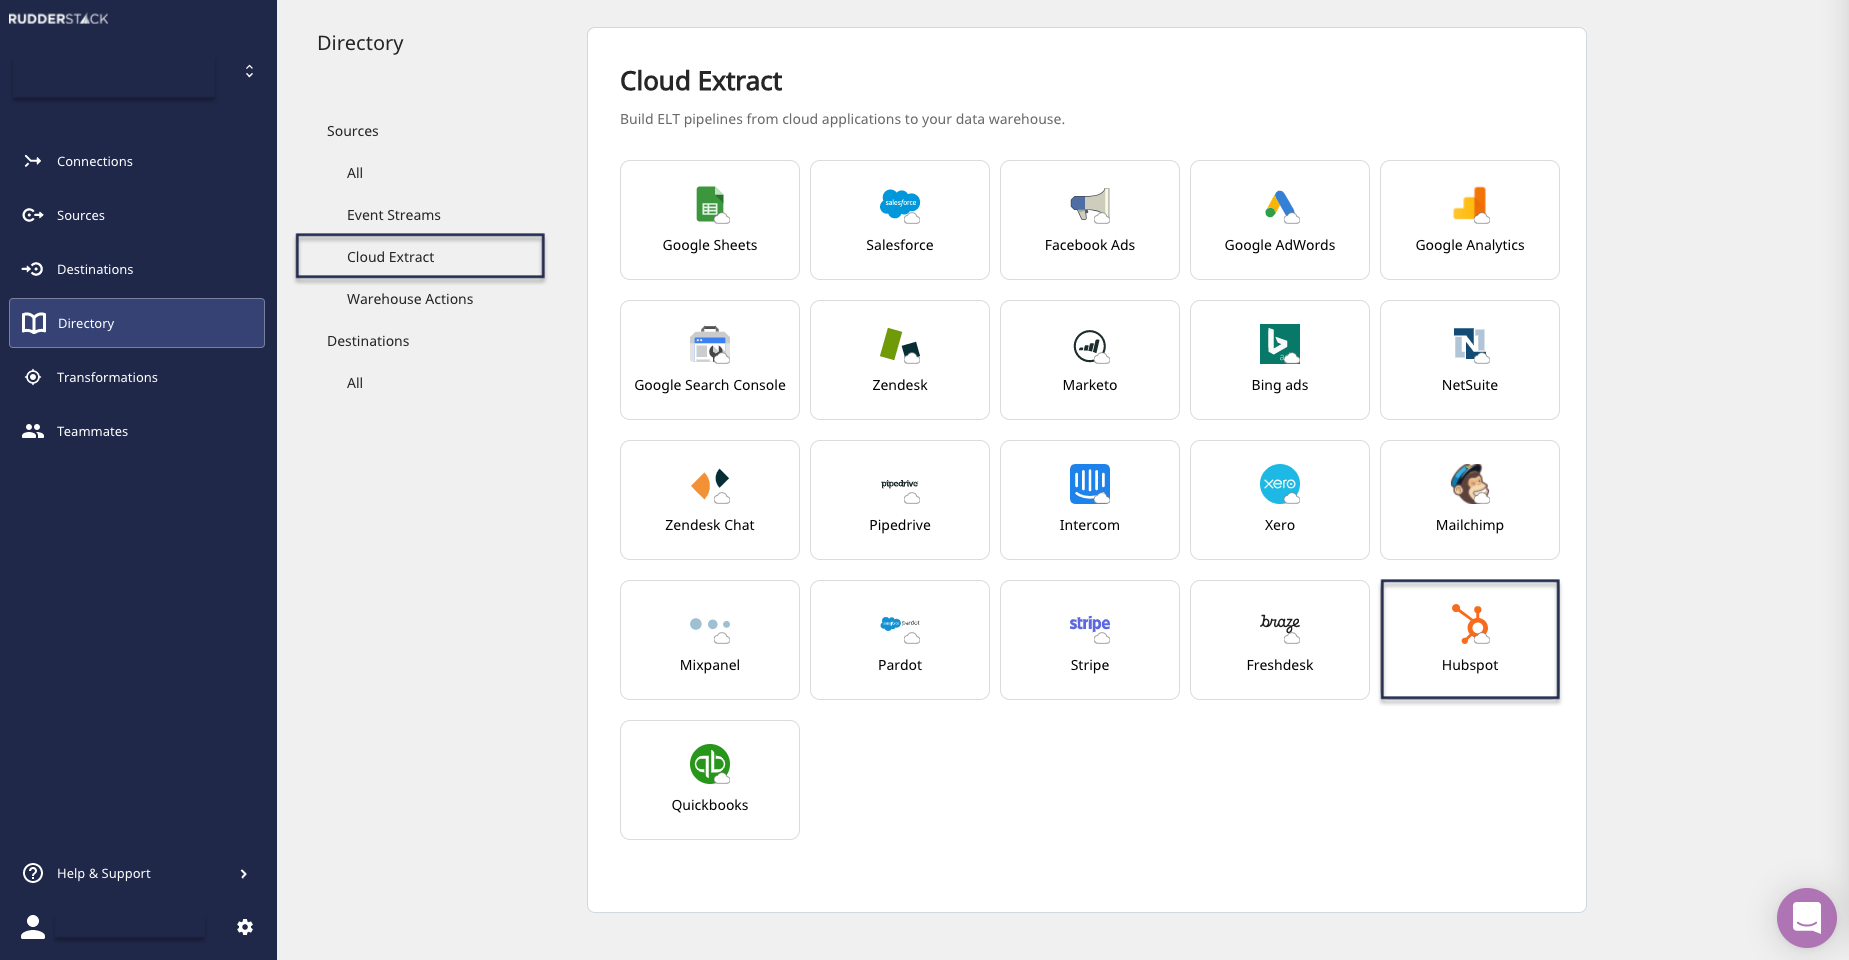 RUDDERSTACK
Connections
Sources
Destinations
Directory
Transformations
Teammates
Help & Support
Directory
Sources
All
Event Streams
Cloud Extract
Warehouse Actions
Destinations
All
Cloud Extract
Build ELT pipelines from cloud applications to your data warehouse.
salesforce
Google Sheets
Salesforce
Facebook Ads
Google AdWords
Google Analytics
Google Search Console
Zendesk
Marketo
Bing ads
NetSuite
pipedrive
xero
Zendesk Chat
Pipedrive
Intercom
Xero
Mailchimp
salesforce pardot
stripe
braze
Mixpanel
Pardot
Stripe
Freshdesk
Hubspot
qb
Quickbooks